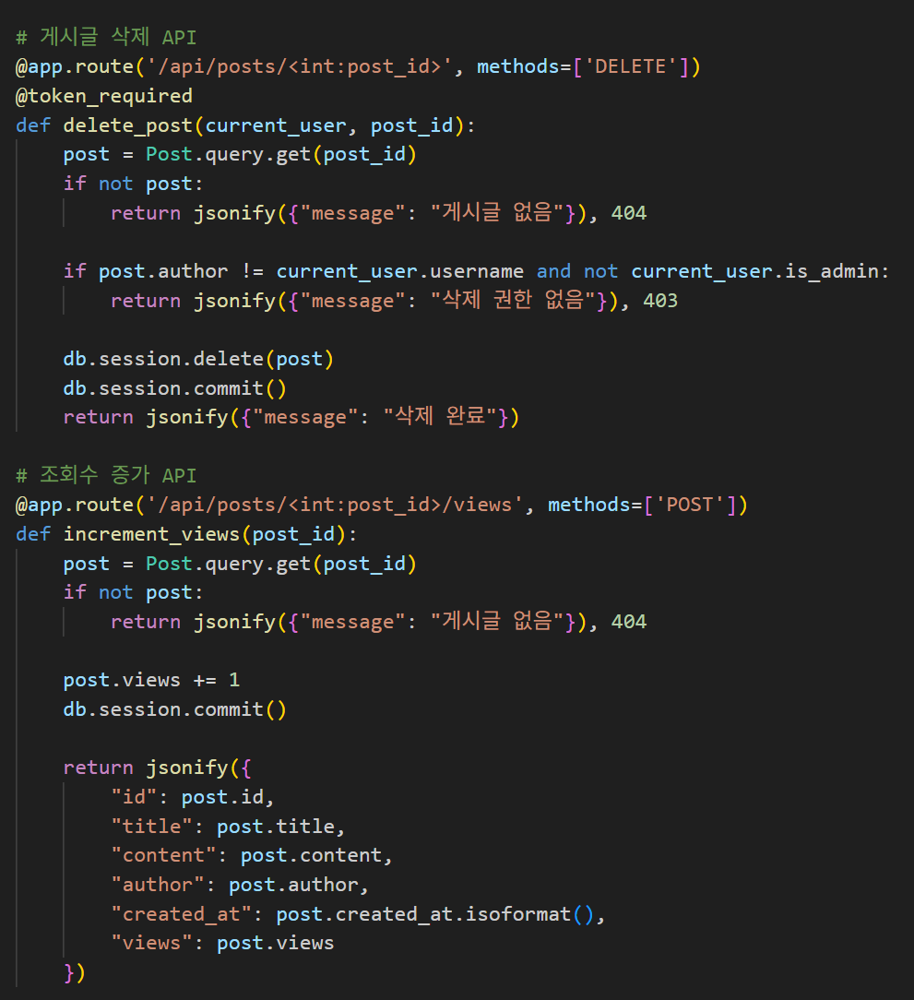 # 게시글 삭제 API
@app.route('/api/posts/<int:post_id>', methods=['DELETE'])
@token_required
def delete_post(current_user, post_id):
    post = Post.query.get(post_id)
    if not post:
        return jsonify({"message": "게시글 없음"}), 404

    if post.author != current_user.username and not current_user.is_admin:
        return jsonify({"message": "삭제 권한 없음"}), 403

    db.session.delete(post)
    db.session.commit()
    return jsonify({"message": "삭제 완료"})

# 조회수 증가 API
@app.route('/api/posts/<int:post_id>/views', methods=['POST'])
def increment_views(post_id):
    post = Post.query.get(post_id)
    if not post:
        return jsonify({"message": "게시글 없음"}), 404

    post.views += 1
    db.session.commit()

    return jsonify({
        "id": post.id,
        "title": post.title,
        "content": post.content,
        "author": post.author,
        "created_at": post.created_at.isoformat(),
        "views": post.views
    })